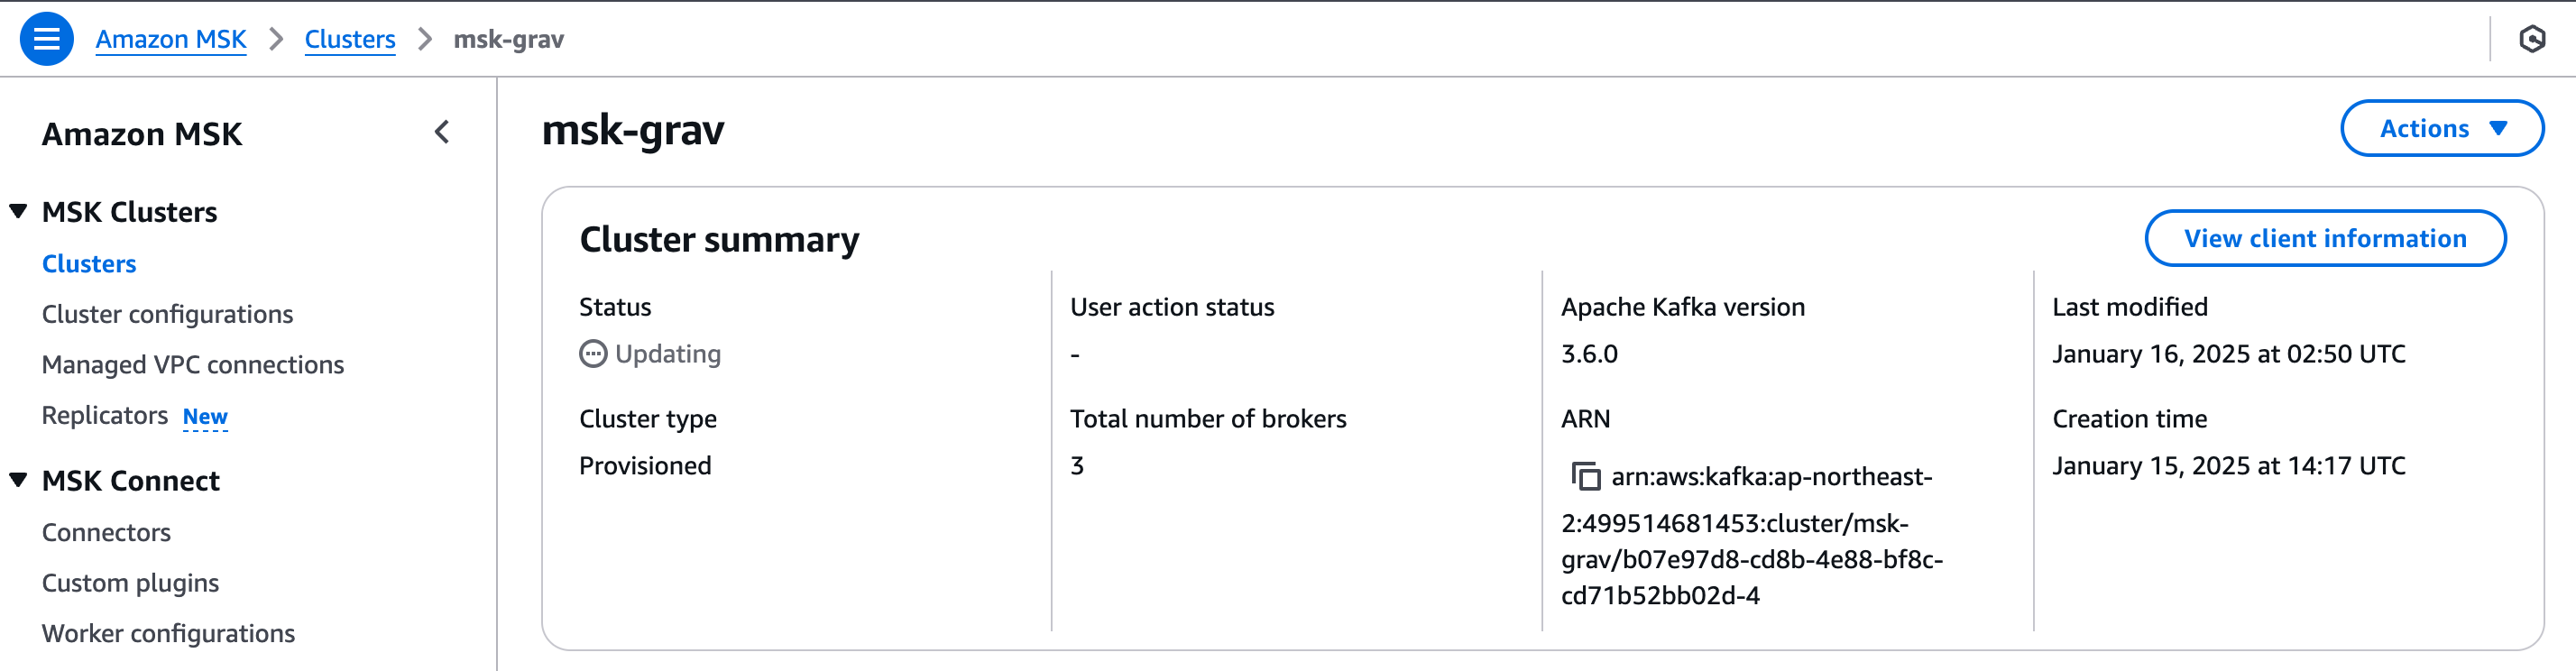 Amazon MSK > Clusters > msk-grav
Amazon MSK
MSK Clusters
Clusters
Cluster configurations
Managed VPC connections
Replicators New
MSK Connect
Connectors
Custom plugins
Worker configurations
msk-grav
Actions
Cluster summary
View client information
Status
Updating
Cluster type
Provisioned
User action status
-
Total number of brokers
3
Apache Kafka version
3.6.0
ARN
arn:aws:kafka:ap-northeast-
2:499514681453:cluster/msk-
grav/b07e97d8-cd8b-4e88-bf8c-
cd71b52bb02d-4
Last modified
January 16, 2025 at 02:50 UTC
Creation time
January 15, 2025 at 14:17 UTC